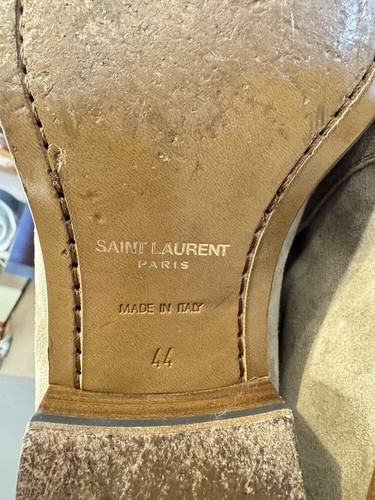 SAINT LAURENT
PARIS
MADE IN ITALY
44